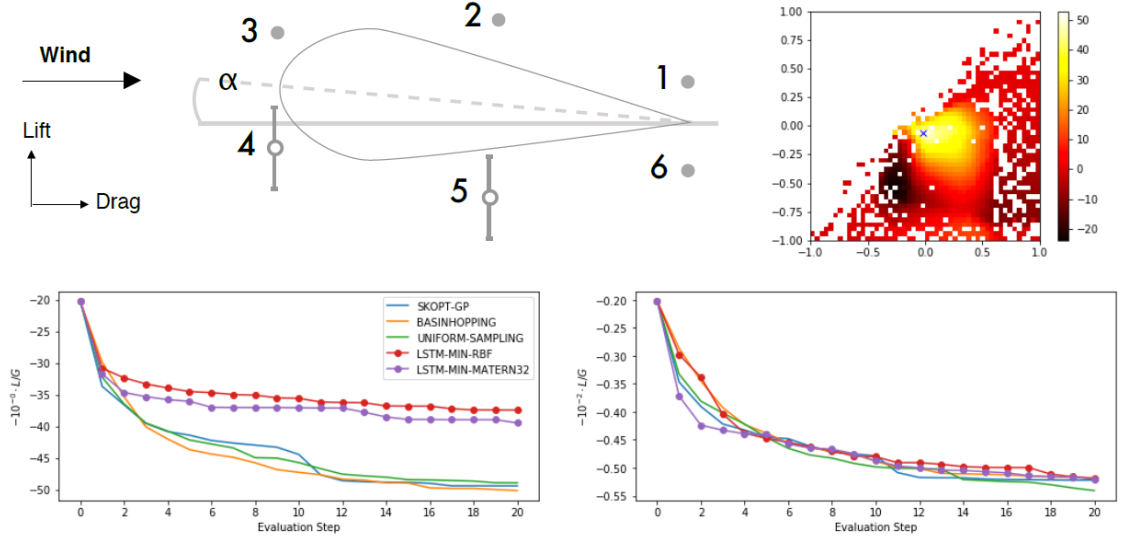 3
2
Wind
α
1
Lift
4
5
6
Drag
1.00
0.75
0.50
0.25
0.00
−0.25
−0.50
−0.75
−1.00
−1.0 −0.5 0.0 0.5 1.0
50
40
30
20
10
0
−10
−20
−20
−25
−30
−35
−40
−45
−50
−10⁻⁰ · L/G
SKOPT-GP
BASINHOPPING
UNIFORM-SAMPLING
LSTM-MIN-RBF
LSTM-MIN-MATERN32
0 2 4 6 8 10 12 14 16 18 20
Evaluation Step
−0.20
−0.25
−0.30
−0.35
−0.40
−0.45
−0.50
−0.55
−10⁻² · L/G
0 2 4 6 8 10 12 14 16 18 20
Evaluation Step